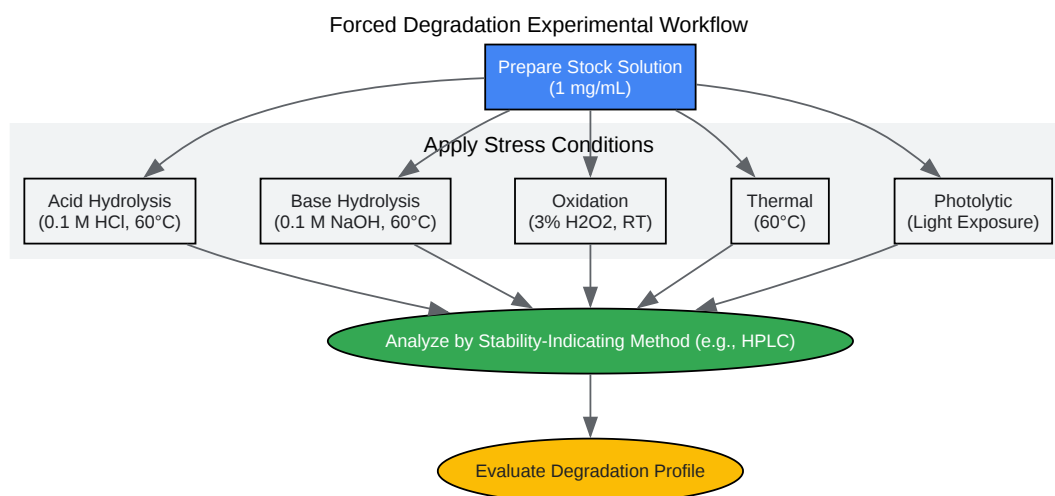 Forced Degradation Experimental Workflow
Prepare Stock Solution
(1 mg/mL)
Apply Stress Conditions
Acid Hydrolysis
(0.1 M HCl, 60°C)
Base Hydrolysis
(0.1 M NaOH, 60°C)
Oxidation
(3% H2O2, RT)
Thermal
(60°C)
Photolytic
(Light Exposure)
Analyze by Stability-Indicating Method (e.g., HPLC)
Evaluate Degradation Profile